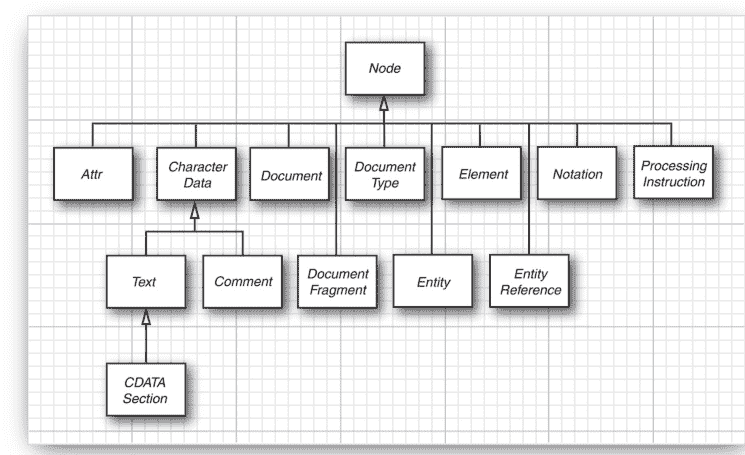 Node
Attr
Character
Data
Document
Document
Type
Element
Notation
Processing
Instruction
Text
Comment
Document
Fragment
Entity
Entity
Reference
CDATA
Section